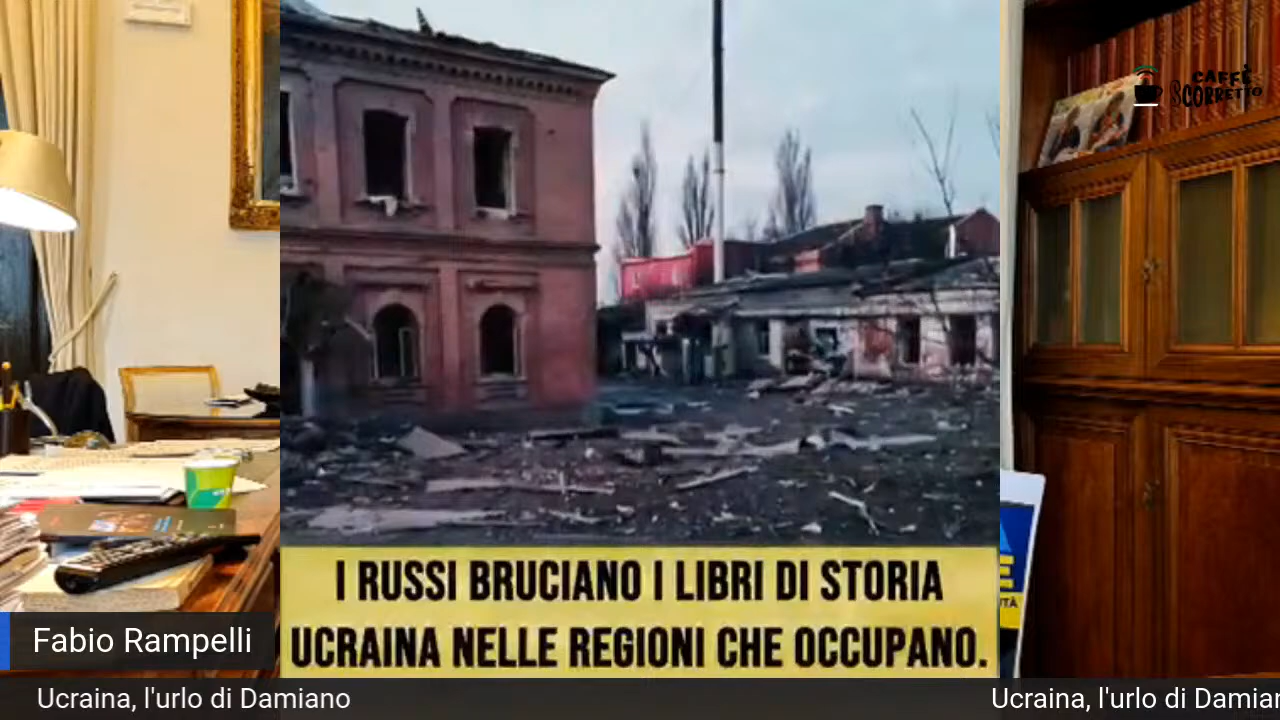 CAFFÈ
SCORRETTO
I RUSSI BRUCIANO I LIBRI DI STORIA
UCRAINA NELLE REGIONI CHE OCCUPANO.
Fabio Rampelli
Ucraina, l'urlo di Damiano
Ucraina, l'urlo di Damian